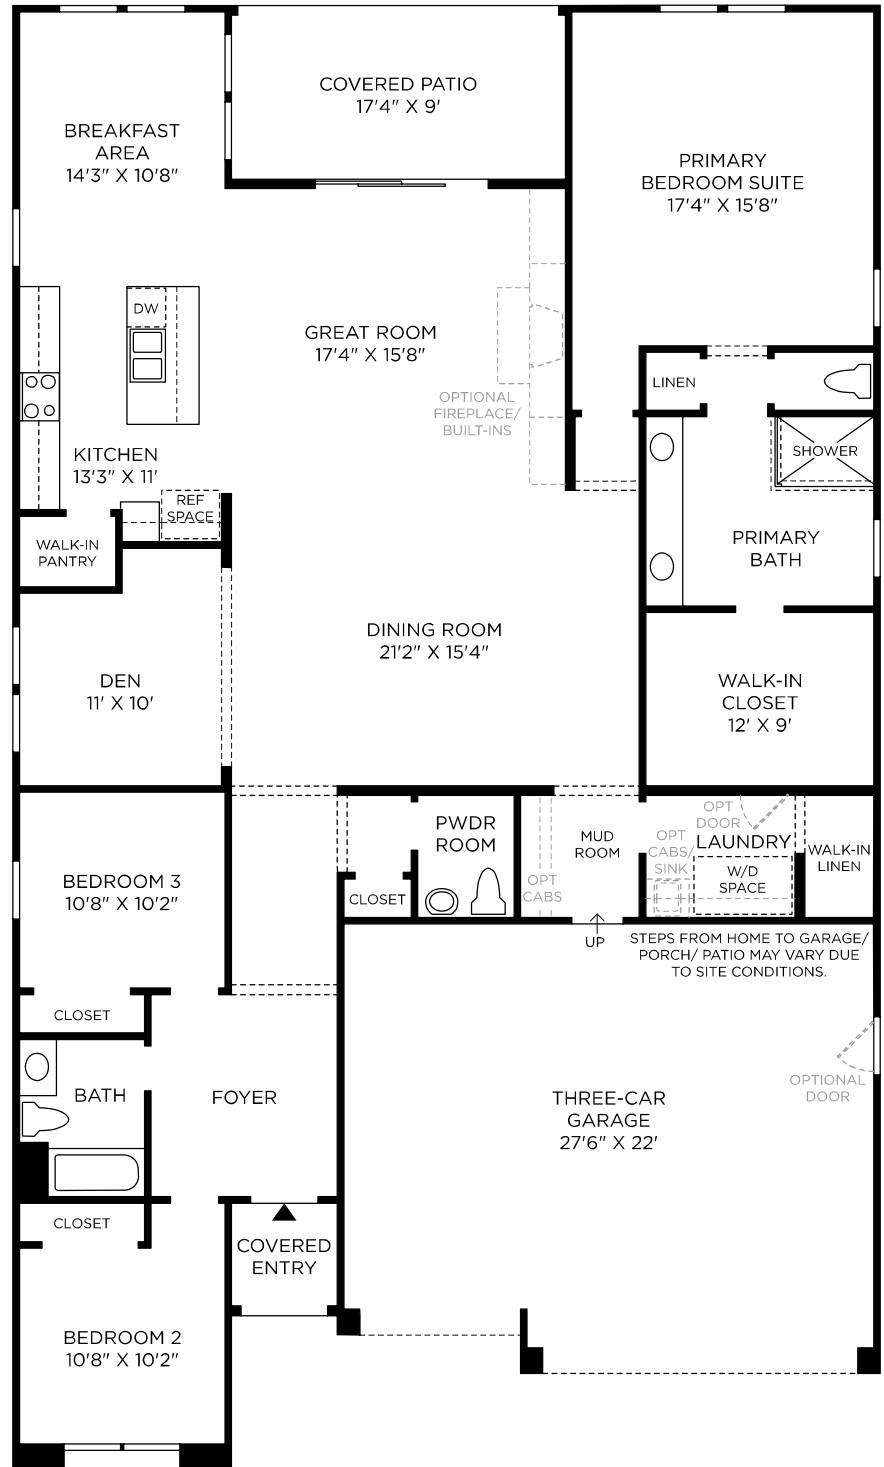 COVERED PATIO
17'4" X 9'
BREAKFAST
AREA
14'3" X 10'8"
PRIMARY
BEDROOM SUITE
17'4" X 15'8"
DW
GREAT ROOM
17'4" X 15'8"
OPTIONAL
FIREPLACE/
BUILT-INS
LINEN
SHOWER
KITCHEN
13'3" X 11'
REF
SPACE
WALK-IN
PANTRY
PRIMARY
BATH
DINING ROOM
21'2" X 15'4"
DEN
11' X 10'
WALK-IN
CLOSET
12' X 9'
PWDR
ROOM
MUD
ROOM
OPT
DOOR
OPT
CABS/
SINK
LAUNDRY
W/D
SPACE
WALK-IN
LINEN
OPT
CABS
BEDROOM 3
10'8" X 10'2"
CLOSET
UP
STEPS FROM HOME TO GARAGE/
PORCH/ PATIO MAY VARY DUE
TO SITE CONDITIONS.
CLOSET
BATH
FOYER
OPTIONAL
DOOR
THREE-CAR
GARAGE
27'6" X 22'
CLOSET
COVERED
ENTRY
BEDROOM 2
10'8" X 10'2"